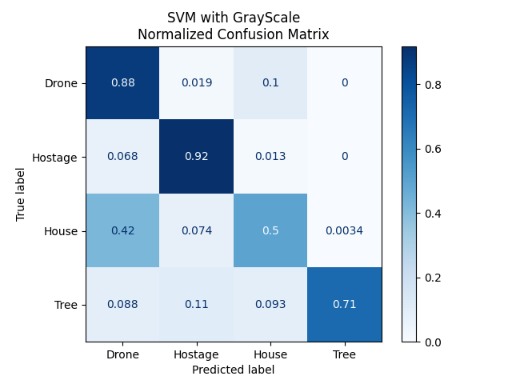 SVM with GrayScale
Normalized Confusion Matrix
Drone 0.88 0.019 0.1 0
Hostage 0.068 0.92 0.013 0
House 0.42 0.074 0.5 0.0034
Tree 0.088 0.11 0.093 0.71
Drone Hostage House Tree
Predicted label
True label
0.8
0.6
0.4
0.2
0.0